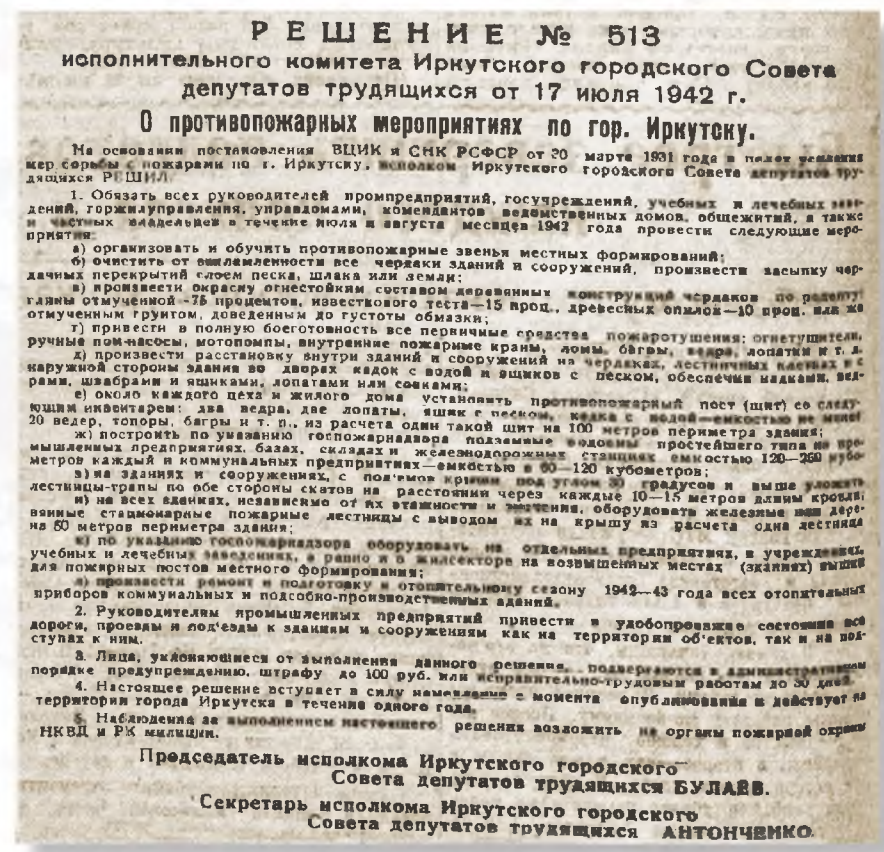 РЕШЕНИЕ № 513
исполнительного комитета Иркутского городского Совета
депутатов трудящихся от 17 июля 1942 г.
О противопожарных мероприятиях по гор. Иркутску.
На основании постановления ВЦИК и СНК РСФСР от 20 марта 1931 года в целях усиления
мер борьбы с пожарами по г. Иркутску, исполком Иркутского городского Совета депутатов тру-
дящихся РЕШИЛ:
1. Обязать всех руководителей промпредприятий, госучреждений, учебных и лечебных заве-
дений, горжилуправления, управдомами, комендантов ведомственных домов, общежитий, а также
и частных владельцев в течение июля и августа месяцев 1942 года провести следующие меро-
приятия:
а) организовать и обучить противопожарные звенья местных формирований;
б) очистить от захламленности все чердаки зданий и сооружений, произвести засыпку чер-
дачных перекрытий слоем песка, шлака или земли;
в) произвести окраску огнестойким составом деревянных конструкций чердаков по рецепту:
глины отмученной -75 процентов, известкового теста—15 проц., древесных опилок—10 проц. или же
отмученным грунтом, доведенным до густоты обмазки;
г) привести в полную боеготовность все первичные средства пожаротушения: огнетушители,
ручные пом-насосы, мотопомпы, внутренние пожарные краны, ломы, багры, ведра, лопатки и т. д.
д) произвести расстановку внутри зданий и сооружений на чердаках, лестничных клетках и с
наружной стороны здания во дворах кадок с водой и ящиков с песком, обеспечив кадками, вед-
рами, швабрами и ящиками, лопатами или совками;
е) около каждого цеха и жилого дома установить противопожарный пост (щит) со следу-
ющим инвентарем: два ведра, две лопаты, ящик с песком, кадка с водой—емкостью не менее
20 ведер, топоры, багры и т. п., из расчета один такой щит на 100 метров периметра здания;
ж) построить по указанию госпожарнадзора подземные водоемы простейшего типа на про-
мышленных предприятиях, базах, складах и железнодорожных станциях емкостью 120—260 кубо-
метров каждый и коммунальных предприятиях—емкостью в 60—120 кубометров;
з) на зданиях и сооружениях, с подъемом крыши под углом 30 градусов и выше уложить
лестницы-трапы по обе стороны скатов на расстоянии через каждые 10—15 метров длины кровли;
и) на всех зданиях, независимо от их этажности и значения, оборудовать железные или дере-
вянные стационарные пожарные лестницы с выводом их на крышу из расчета одна лестница
на 60 метров периметра здания;
к) по указанию госпожарнадзора оборудовать на отдельных предприятиях, в учреждениях,
учебных и лечебных заведениях, а равно и в жилсекторе на возвышенных местах (зданиях) вышки
для пожарных постов местного формирования;
л) произвести ремонт и подготовку к отопительному сезону 1942—43 года всех отопительных
приборов коммунальных и подсобно-производственных зданий.
2. Руководителям промышленных предприятий привести в удобопроезжае состояние все
дороги, проезды и под'езды к зданиям и сооружениям как на территории об'ектов, так и на под-
ступах к ним.
3. Лица, уклоняющиеся от выполнения данного решения, подвергаются в административном
порядке предупреждению, штрафу до 100 руб. или исправительно-трудовым работам до 30 дней.
4. Настоящее решение вступает в силу немедленно с момента опубликования и действует на
территории города Иркутска в течение одного года.
5. Наблюдения за выполнением настоящего решения возложить на органы пожарной охраны
НКВД и РК милиции.
Председатель исполкома Иркутского городского
Совета депутатов трудящихся БУЛАЕВ.
Секретарь исполкома Иркутского городского
Совета депутатов трудящихся АНТОНЧЕНКО.